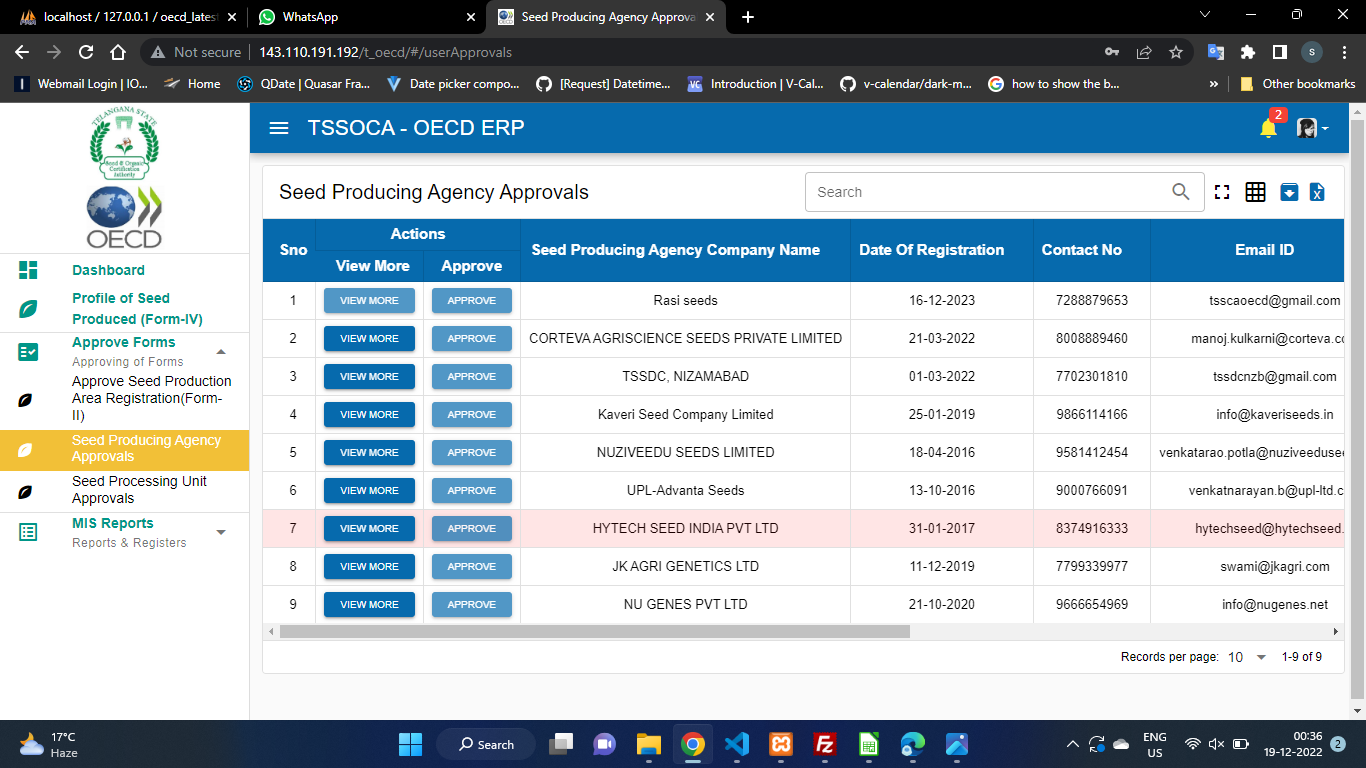 localhost / 127.0.0.1 / oecd_latest
WhatsApp
Seed Producing Agency Approva
Not secure
143.110.191.192/t_oecd/#/userApprovals
S
Webmail Login | IO...
Home
QDate | Quasar Fra...
Date picker compo...
[Request] Datetime...
VC
Introduction | V-Cal...
v-calendar/dark-m...
how to show the b...
»
Other bookmarks
TELANGANA STATE
Seed & Organic
Certification
Authority
OECD
TSSOCA - OECD ERP
2
Dashboard
Profile of Seed
Produced (Form-IV)
Approve Forms
Approving of Forms
Approve Seed Production
Area Registration(Form-
II)
Seed Producing Agency
Approvals
Seed Processing Unit
Approvals
MIS Reports
Reports & Registers
Seed Producing Agency Approvals
Search
Sno Actions Seed Producing Agency Company Name Date Of Registration Contact No Email ID
View More Approve
1 VIEW MORE APPROVE Rasi seeds 16-12-2023 7288879653 tsscaoecd@gmail.com
2 VIEW MORE APPROVE CORTEVA AGRISCIENCE SEEDS PRIVATE LIMITED 21-03-2022 8008889460 manoj.kulkarni@corteva.co
3 VIEW MORE APPROVE TSSDC, NIZAMABAD 01-03-2022 7702301810 tssdcnzb@gmail.com
4 VIEW MORE APPROVE Kaveri Seed Company Limited 25-01-2019 9866114166 info@kaveriseeds.in
5 VIEW MORE APPROVE NUZIVEEDU SEEDS LIMITED 18-04-2016 9581412454 venkatarao.potla@nuziveedusee
6 VIEW MORE APPROVE UPL-Advanta Seeds 13-10-2016 9000766091 venkatnarayan.b@upl-ltd.c
7 VIEW MORE APPROVE HYTECH SEED INDIA PVT LTD 31-01-2017 8374916333 hytechseed@hytechseed.
8 VIEW MORE APPROVE JK AGRI GENETICS LTD 11-12-2019 7799339977 swami@jkagri.com
9 VIEW MORE APPROVE NU GENES PVT LTD 21-10-2020 9666654969 info@nugenes.net
Records per page: 10 1-9 of 9
17°C
Haze
Search
ENG
US
00:36
19-12-2022
2